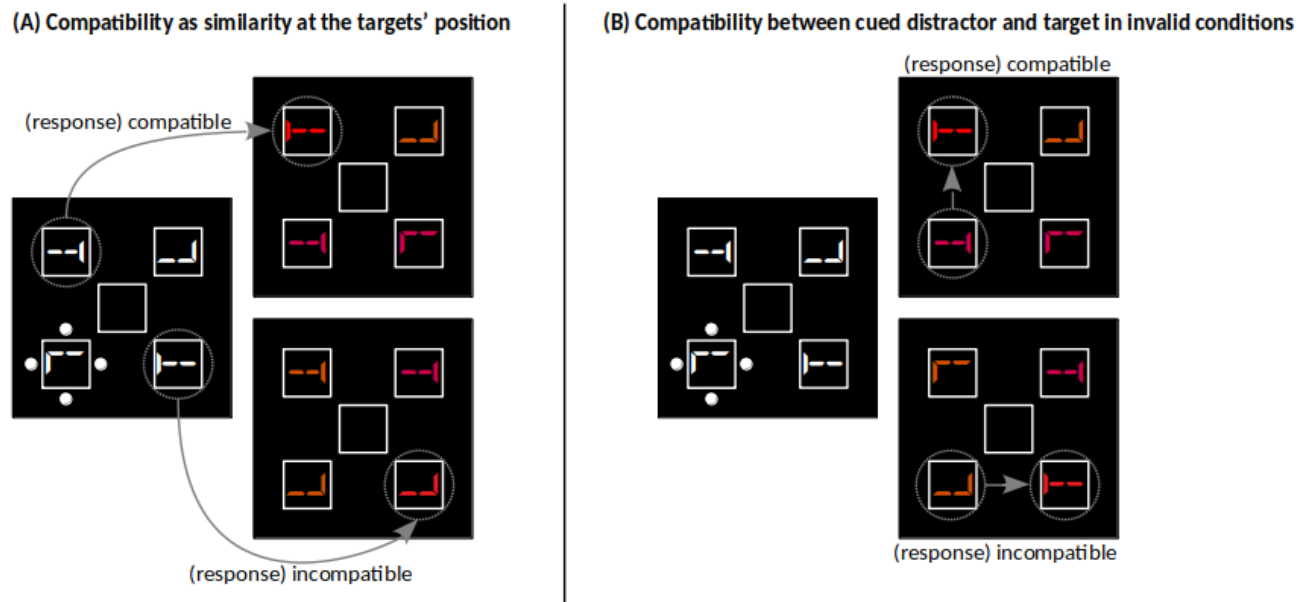 (A) Compatibility as similarity at the targets' position
(B) Compatibility between cued distractor and target in invalid conditions
(response) compatible
(response) incompatible
(response) compatible
(response) incompatible